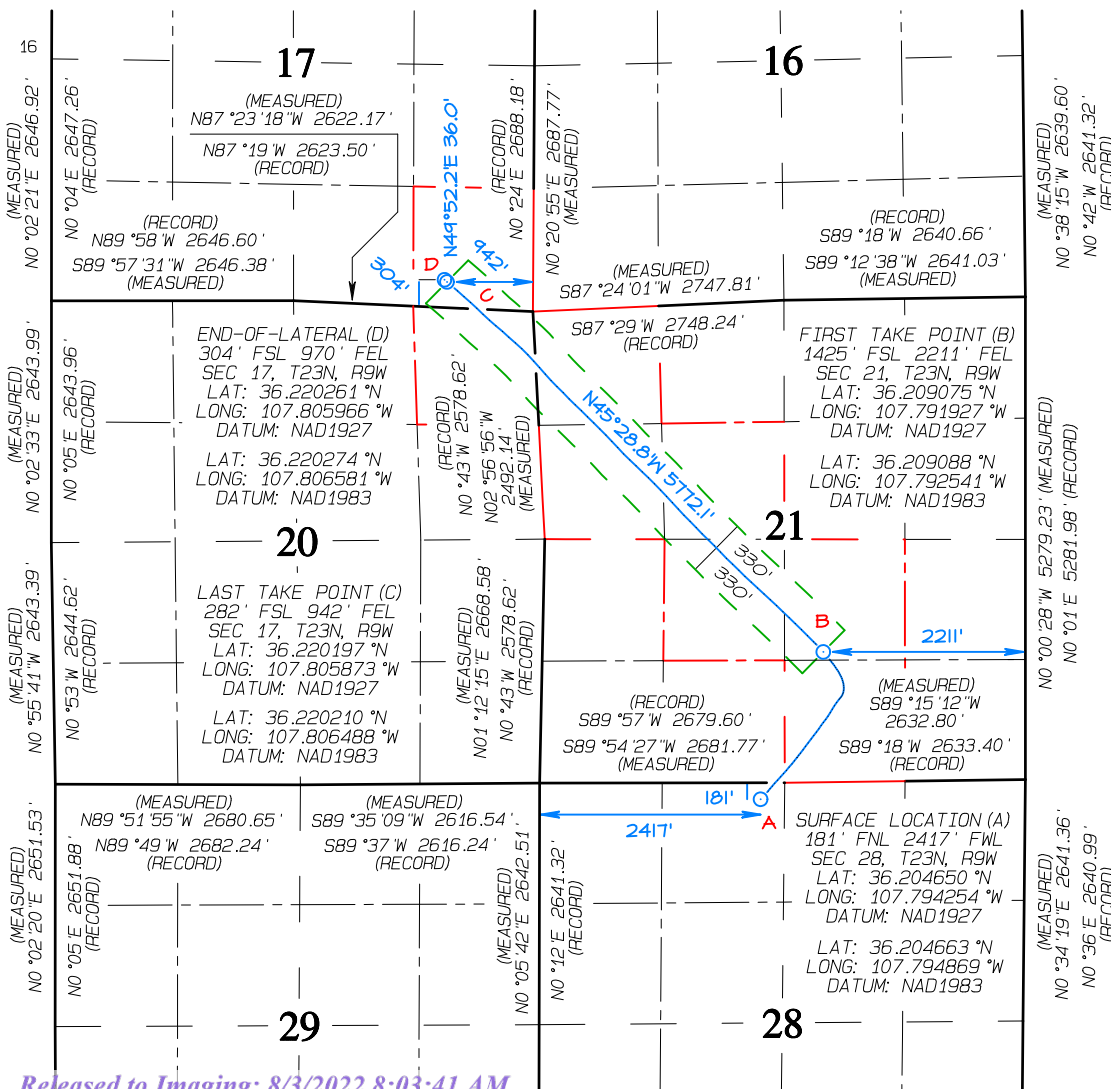 16
17
16
(MEASURED)
N0°02'21"E 2646.92'
N0°04'E 2647.26'
(RECORD)
(MEASURED)
N87°23'18"W 2622.17'
N87°19'W 2623.50'
(RECORD)
N49°52.2'E 36.0'
(RECORD)
N0°24'E 2688.18'
N0°20'55"E 2687.77'
(MEASURED)
(MEASURED)
N0°38'15"W 2639.60'
N0°42'W 2641.32'
(RECORD)
(RECORD)
N89°58'W 2646.60'
S89°57'31"W 2646.38'
(MEASURED)
304'
D
942'
C
(MEASURED)
S87°24'01"W 2747.81'
S87°29'W 2748.24'
(RECORD)
(RECORD)
S89°18'W 2640.66'
S89°12'38"W 2641.03'
(MEASURED)
(MEASURED)
N0°02'33"E 2643.99'
N0°05'E 2643.96'
(RECORD)
END-OF-LATERAL (D)
304' FSL 970' FEL
SEC 17, T23N, R9W
LAT: 36.220261°N
LONG: 107.805966°W
DATUM: NAD1927
LAT: 36.220274°N
LONG: 107.806581°W
DATUM: NAD1983
(RECORD)
N0°43'W 2578.62'
N02°56'56"W
2492.14'
(MEASURED)
N45°28.8'W 5772.1'
FIRST TAKE POINT (B)
1425' FSL 2211' FEL
SEC 21, T23N, R9W
LAT: 36.209075°N
LONG: 107.791927°W
DATUM: NAD1927
LAT: 36.209088°N
LONG: 107.792541°W
DATUM: NAD1983
N0°00'28"W 5279.23' (MEASURED)
N0°01'E 5281.98' (RECORD)
20
21
330'
330'
(MEASURED)
N0°55'41"W 2643.39'
N0°53'W 2644.62'
(RECORD)
LAST TAKE POINT (C)
282' FSL 942' FEL
SEC 17, T23N, R9W
LAT: 36.220197°N
LONG: 107.805873°W
DATUM: NAD1927
LAT: 36.220210°N
LONG: 107.806488°W
DATUM: NAD1983
(MEASURED)
N01°12'15"E 2668.58'
N0°43'W 2578.62'
(RECORD)
B
2211'
(RECORD)
S89°57'W 2679.60'
S89°54'27"W 2681.77'
(MEASURED)
(MEASURED)
S89°15'12"W
2632.80'
S89°18'W 2633.40'
(RECORD)
(MEASURED)
N0°02'20"E 2651.53'
N0°05'E 2651.88'
(RECORD)
(MEASURED)
N89°51'55"W 2680.65'
N89°49'W 2682.24'
(RECORD)
(MEASURED)
S89°35'09"W 2616.54'
S89°37'W 2616.24'
(RECORD)
(MEASURED)
N0°05'42"E 2642.51'
N0°12'E 2641.32'
(RECORD)
181'
A
2417'
SURFACE LOCATION (A)
181' FNL 2417' FWL
SEC 28, T23N, R9W
LAT: 36.204650°N
LONG: 107.794254°W
DATUM: NAD1927
LAT: 36.204663°N
LONG: 107.794869°W
DATUM: NAD1983
(MEASURED)
N0°34'19"E 2641.36'
N0°36'E 2640.99'
(RECORD)
29
28
Released to Imaging: 8/3/2022 8:03:41 AM